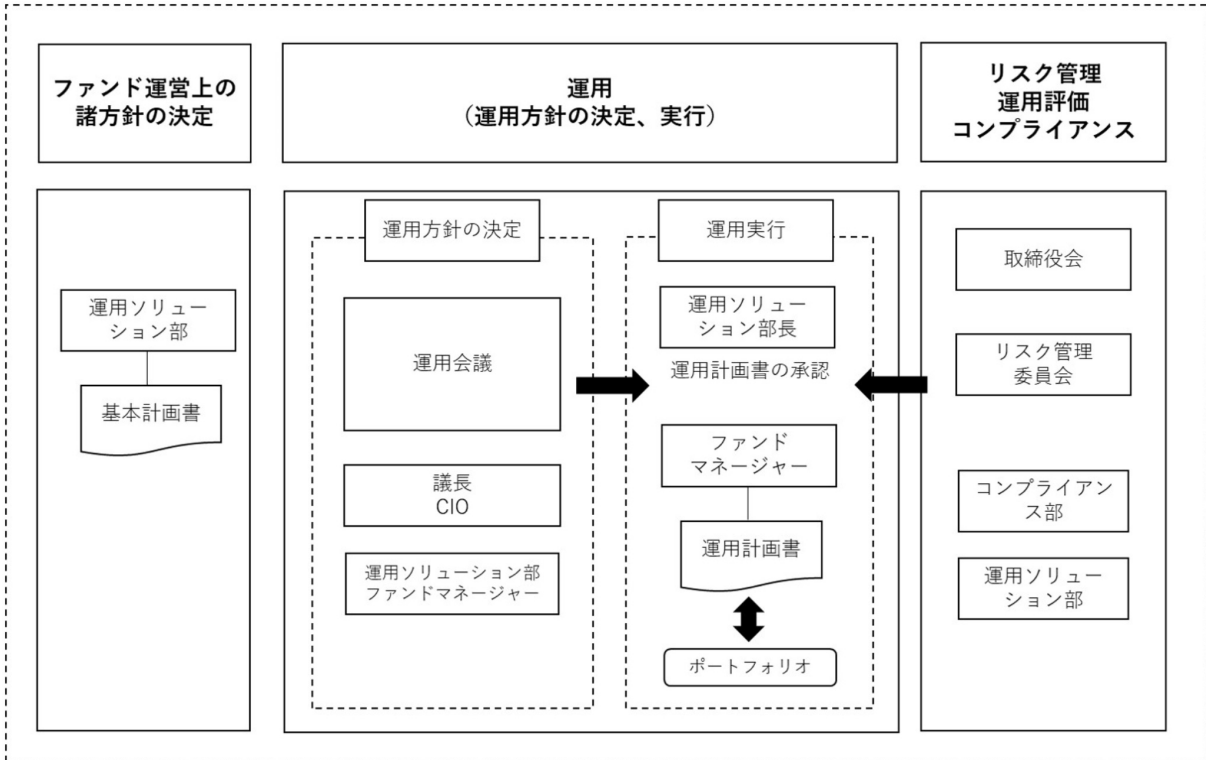 ファンド運営上の
諸方針の決定
運用
（運用方針の決定、実行）
リスク管理
運用評価
コンプライアンス
運用ソリュー
ション部
基本計画書
運用方針の決定
運用会議
議長
CIO
運用ソリューション部
ファンドマネージャー
運用実行
運用ソリュー
ション部長
運用計画書の承認
ファンド
マネージャー
運用計画書
ポートフォリオ
取締役会
リスク管理
委員会
コンプライアン
ス部
運用ソリュー
ション部